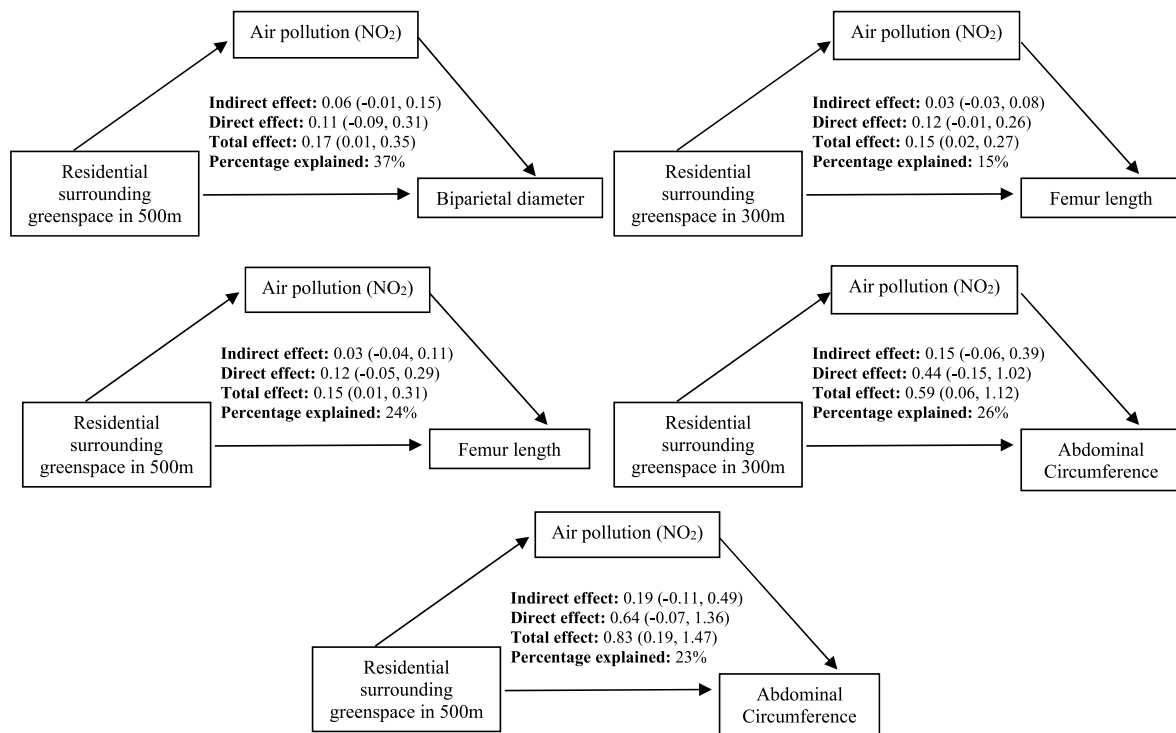 Air pollution (NO₂)
Indirect effect: 0.06 (-0.01, 0.15)
Direct effect: 0.11 (-0.09, 0.31)
Total effect: 0.17 (0.01, 0.35)
Percentage explained: 37%
Residential
surrounding
greenspace in 500m
Biparietal diameter
Air pollution (NO₂)
Indirect effect: 0.03 (-0.03, 0.08)
Direct effect: 0.12 (-0.01, 0.26)
Total effect: 0.15 (0.02, 0.27)
Percentage explained: 15%
Residential
surrounding
greenspace in 300m
Femur length
Air pollution (NO₂)
Indirect effect: 0.03 (-0.04, 0.11)
Direct effect: 0.12 (-0.05, 0.29)
Total effect: 0.15 (0.01, 0.31)
Percentage explained: 24%
Residential
surrounding
greenspace in 500m
Femur length
Air pollution (NO₂)
Indirect effect: 0.15 (-0.06, 0.39)
Direct effect: 0.44 (-0.15, 1.02)
Total effect: 0.59 (0.06, 1.12)
Percentage explained: 26%
Residential
surrounding
greenspace in 300m
Abdominal
Circumference
Air pollution (NO₂)
Indirect effect: 0.19 (-0.11, 0.49)
Direct effect: 0.64 (-0.07, 1.36)
Total effect: 0.83 (0.19, 1.47)
Percentage explained: 23%
Residential
surrounding
greenspace in 500m
Abdominal
Circumference